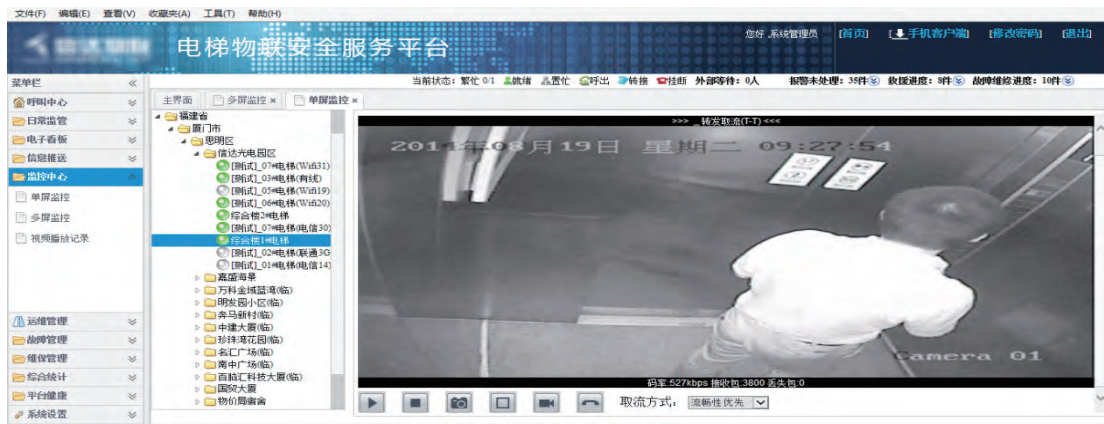 文件(F) 编辑(E) 查看(V) 收藏夹(A) 工具(T) 帮助(H)
电梯物联安全服务平台
您好 ,系统管理员 [首页] [手机客户端] [修改密码] [退出]
菜单栏
当前状态：繁忙 0/1 就绪 置忙 呼出 转接 挂断 外部等待：0人 报警未处理：35件 救援进度：8件 故障维修进度：10件
呼叫中心
日常监管
电子看板
信息推送
监控中心
单屏监控
多屏监控
视频播放记录
运维管理
故障管理
维保管理
综合统计
平台健康
系统设置
主界面 多屏监控 × 单屏监控 ×
福建省
厦门市
思明区
信达光电园区
[测试]_07#电梯(Wifi31)
[测试]_03#电梯(有线)
[测试]_05#电梯(Wifi19)
[测试]_06#电梯(Wifi20)
综合楼2#电梯
[测试]_07#电梯(电信30)
综合楼1#电梯
[测试]_02#电梯(联通3G
[测试]_01#电梯(电信14)
嘉盛海景
万科金域蓝湾(临)
明发园小区(临)
奔马新村(临)
中建大厦(临)
珍珠湾花园(临)
名汇广场(临)
南中广场(临)
百脑汇科技大厦(临)
国贸大厦
物价局宿舍
>>> _转发取流(T-T) <<<
2014年08月19日 星期二 09:27:54
Camera 01
码率:527kbps 接收包:3800 丢失包:0
取流方式： 流畅性优先